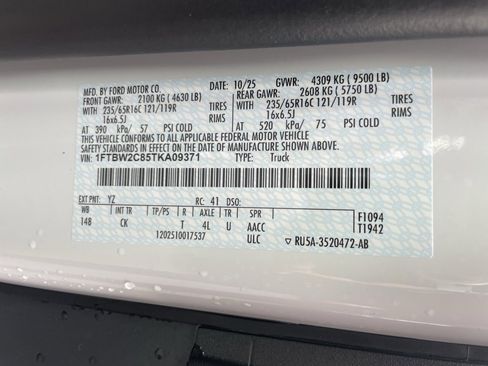 MFD. BY FORD MOTOR CO. DATE: 10/25 GVWR: 4309 KG ( 9500 LB)
FRONT GAWR: 2100 KG ( 4630 LB) REAR GAWR: 2608 KG ( 5750 LB)
235/65R16C 121/119R TIRES 235/65R16C 121/119R TIRES
16x6.5J RIMS 16x6.5J RIMS
AT 390 kPa/ 57 PSI COLD AT 520 kPa/ 75 PSI COLD
THIS VEHICLE CONFORMS TO ALL APPLICABLE FEDERAL MOTOR VEHICLE
SAFETY STANDARDS IN EFFECT ON THE DATE OF MANUFACTURE SHOWN ABOVE.
VIN: 1FTBW2C85TKA09371 TYPE: Truck
EXT PNT: YZ RC: 41 DSO:
WB INT TR TP/PS R AXLE TR SPR F1094
148 CK T 4L U AACC T1942
1202510017537 ULC RU5A-3520472-AB